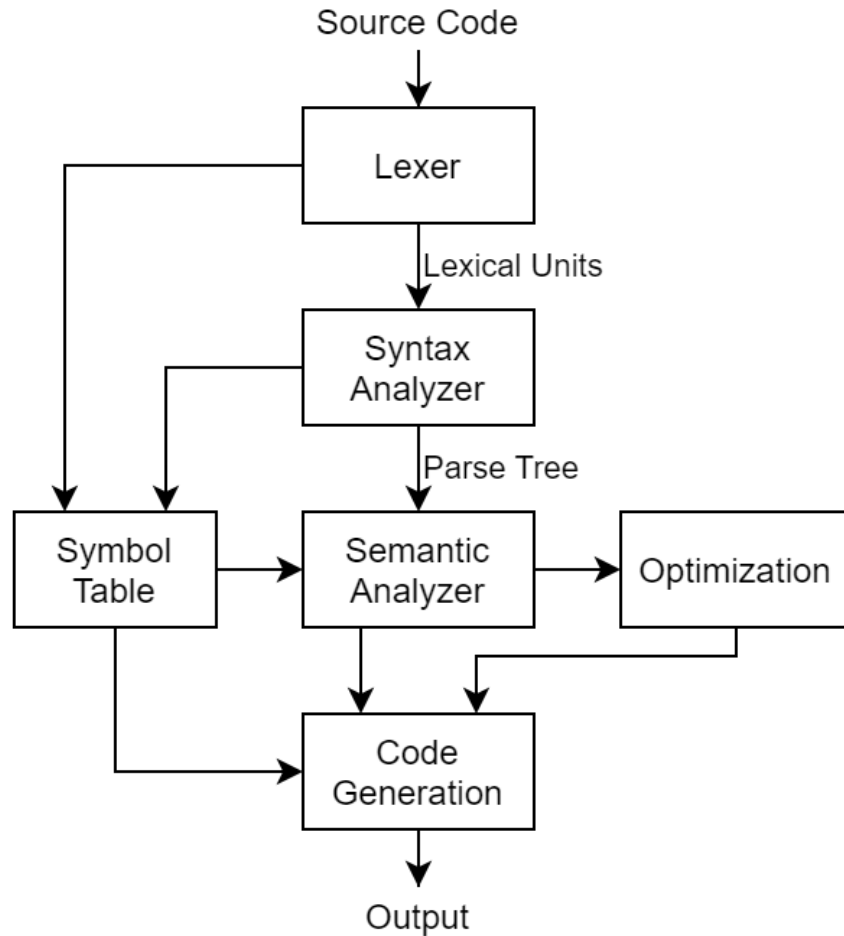 Source Code
Lexer
Lexical Units
Syntax
Analyzer
Parse Tree
Symbol
Table
Semantic
Analyzer
Optimization
Code
Generation
Output